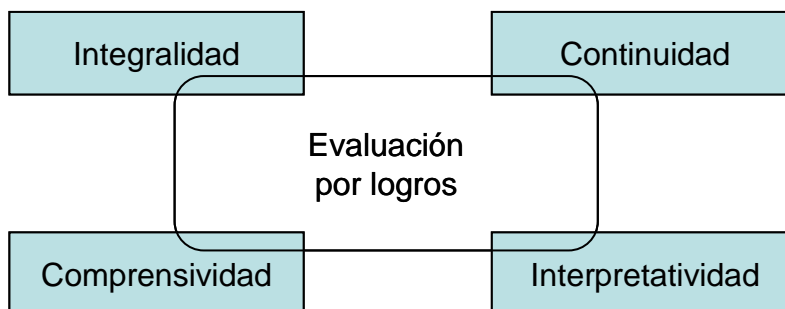 Integralidad
Continuidad
Evaluación
por logros
Comprensividad
Interpretatividad